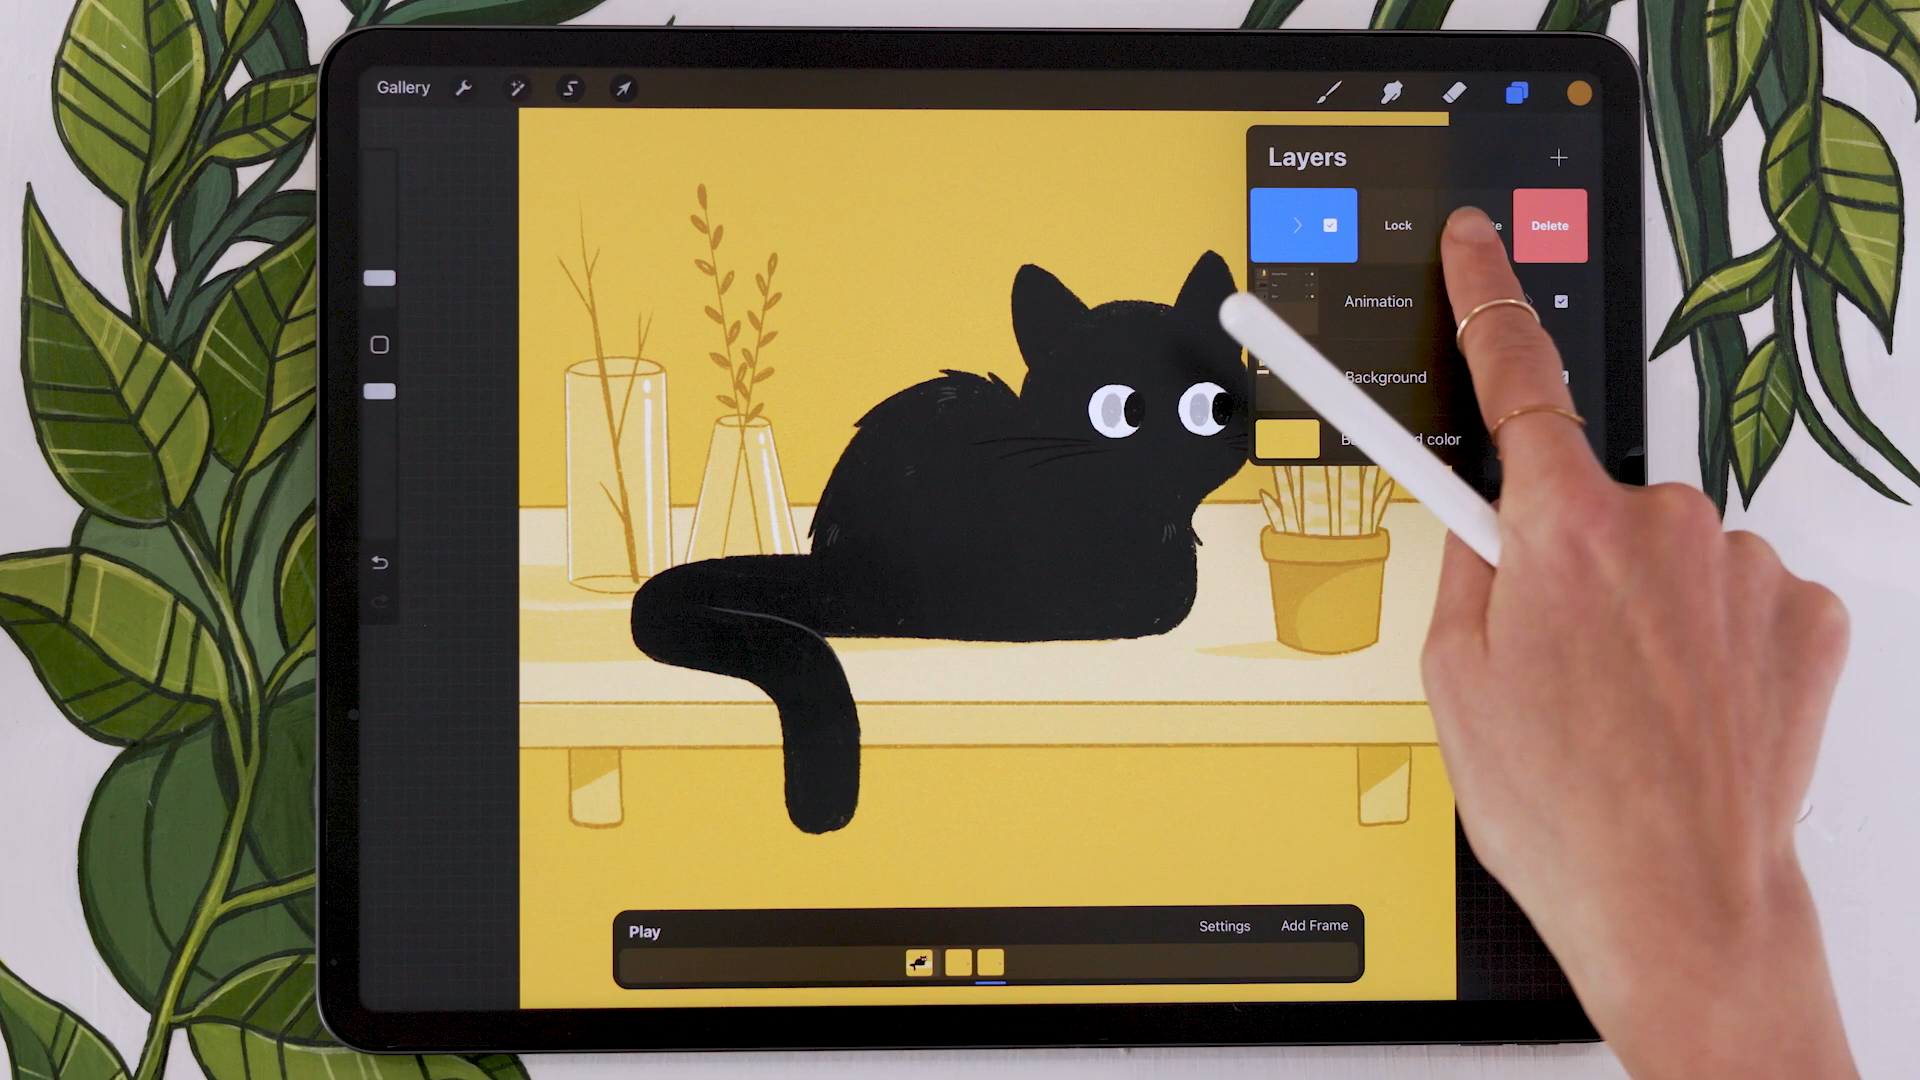 Gallery
Layers
Lock
Delete
Animation
Background
color
Play
Settings
Add Frame